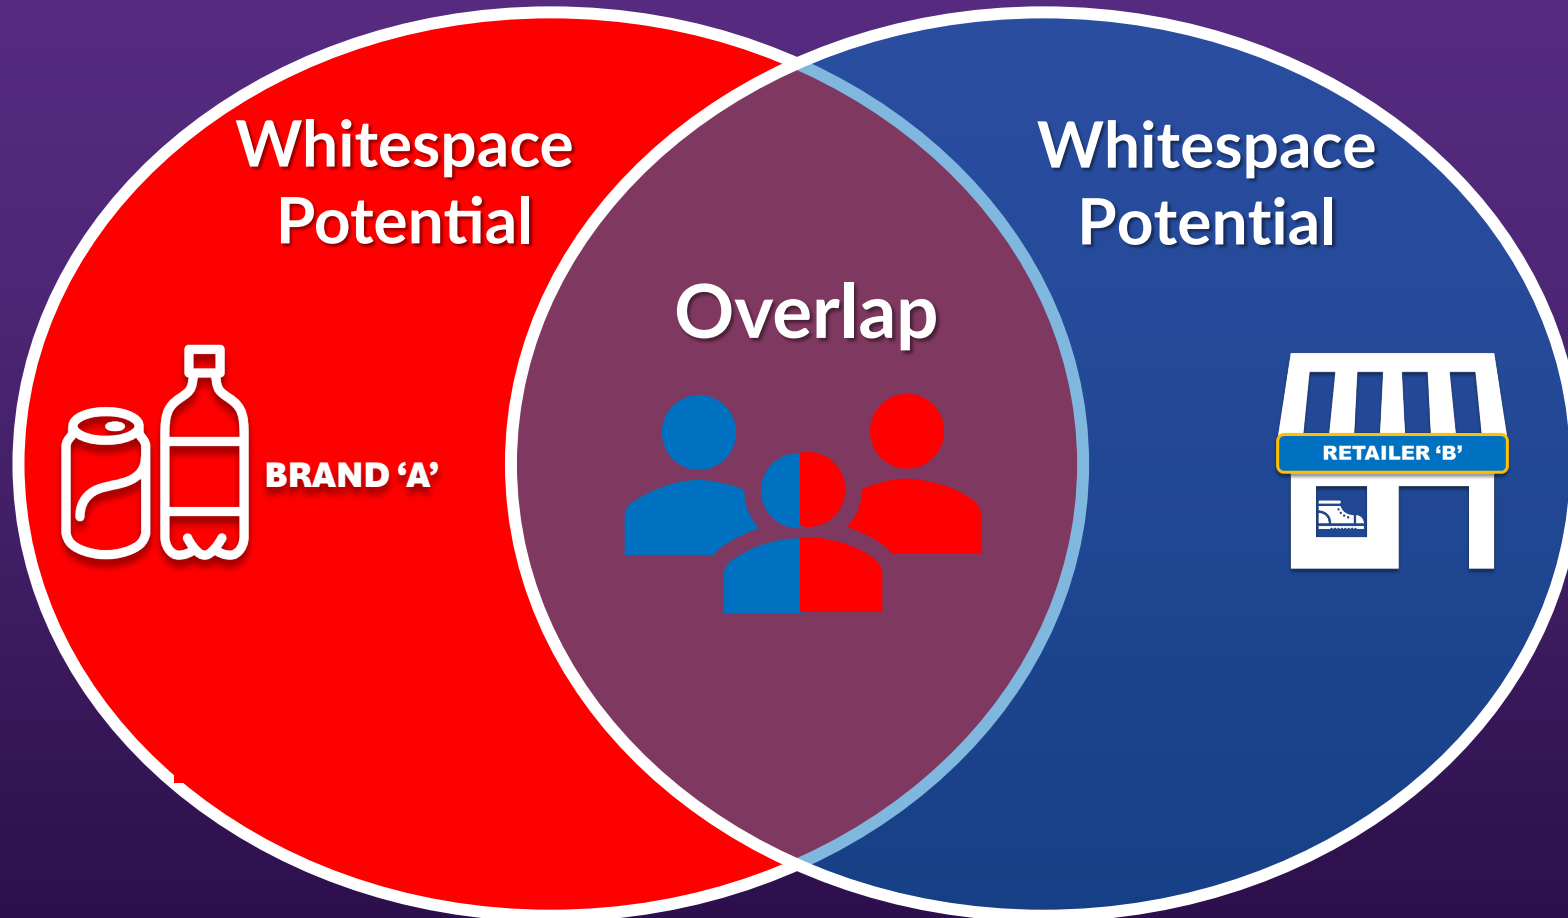 Whitespace
Potential
Whitespace
Potential
Overlap
BRAND ‘A’
RETAILER ‘B’